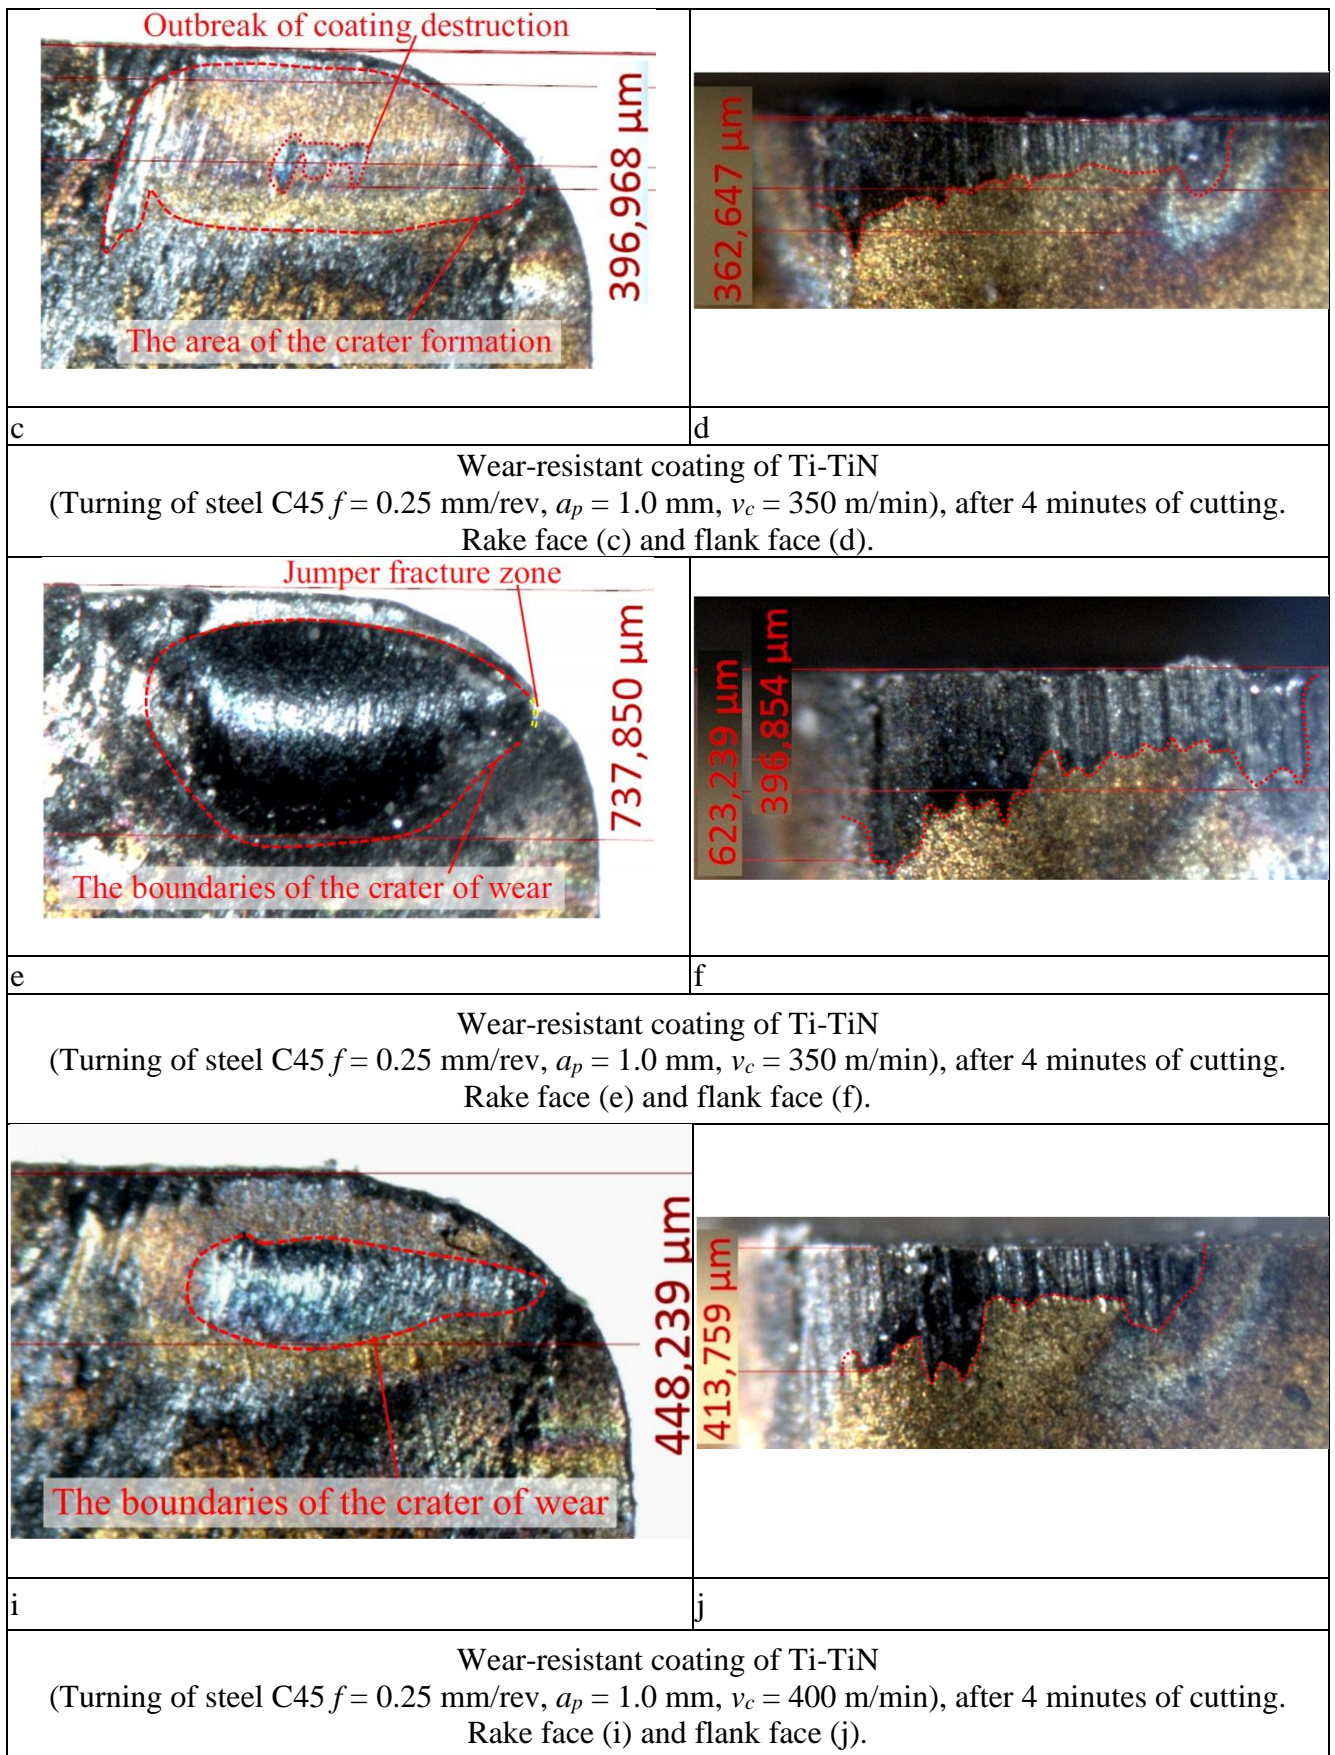 Outbreak of coating destruction
396,968 µm
The area of the crater formation
362,647 µm
c
d
Wear-resistant coating of Ti-TiN
(Turning of steel C45 f = 0.25 mm/rev, ap = 1.0 mm, vc = 350 m/min), after 4 minutes of cutting.
Rake face (c) and flank face (d).
Jumper fracture zone
737,850 µm
The boundaries of the crater of wear
623,239 µm
396,854 µm
e
f
Wear-resistant coating of Ti-TiN
(Turning of steel C45 f = 0.25 mm/rev, ap = 1.0 mm, vc = 350 m/min), after 4 minutes of cutting.
Rake face (e) and flank face (f).
448,239 µm
The boundaries of the crater of wear
413,759 µm
i
j
Wear-resistant coating of Ti-TiN
(Turning of steel C45 f = 0.25 mm/rev, ap = 1.0 mm, vc = 400 m/min), after 4 minutes of cutting.
Rake face (i) and flank face (j).